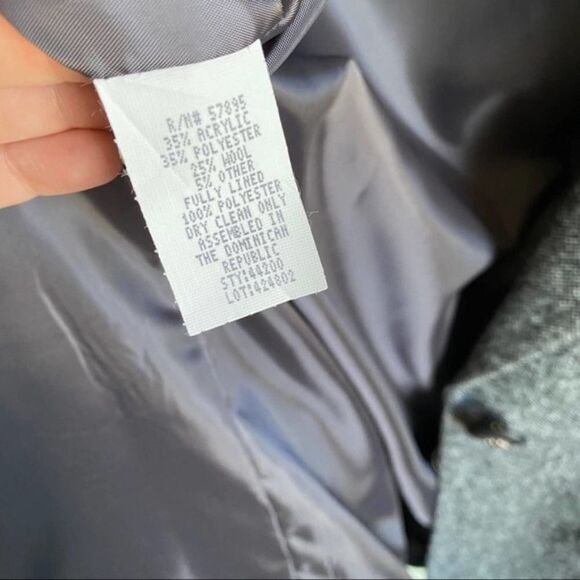 R/N# 57895
35% ACRYLIC
35% POLYESTER
25% WOOL
5% OTHER
FULLY LINED
100% POLYESTER
DRY CLEAN ONLY
ASSEMBLED IN
THE DOMINICAN
REPUBLIC
STY:44200
LOT:424802